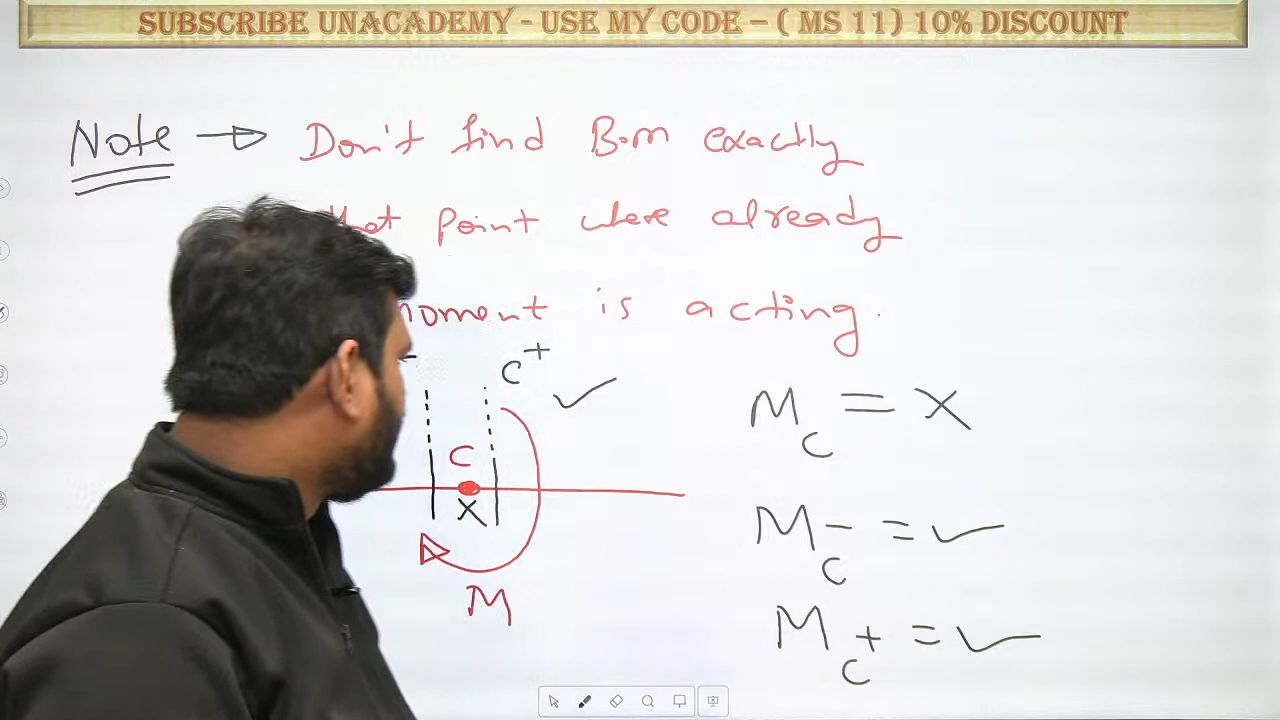 SUBSCRIBE UNACADEMY - USE MY CODE – ( MS 11) 10% DISCOUNT
Note → Don't find B.m exactly
that point where already
moment is acting.
C+ ✓
C
X
M
M C = X
M C- = ✓
M C+ = ✓